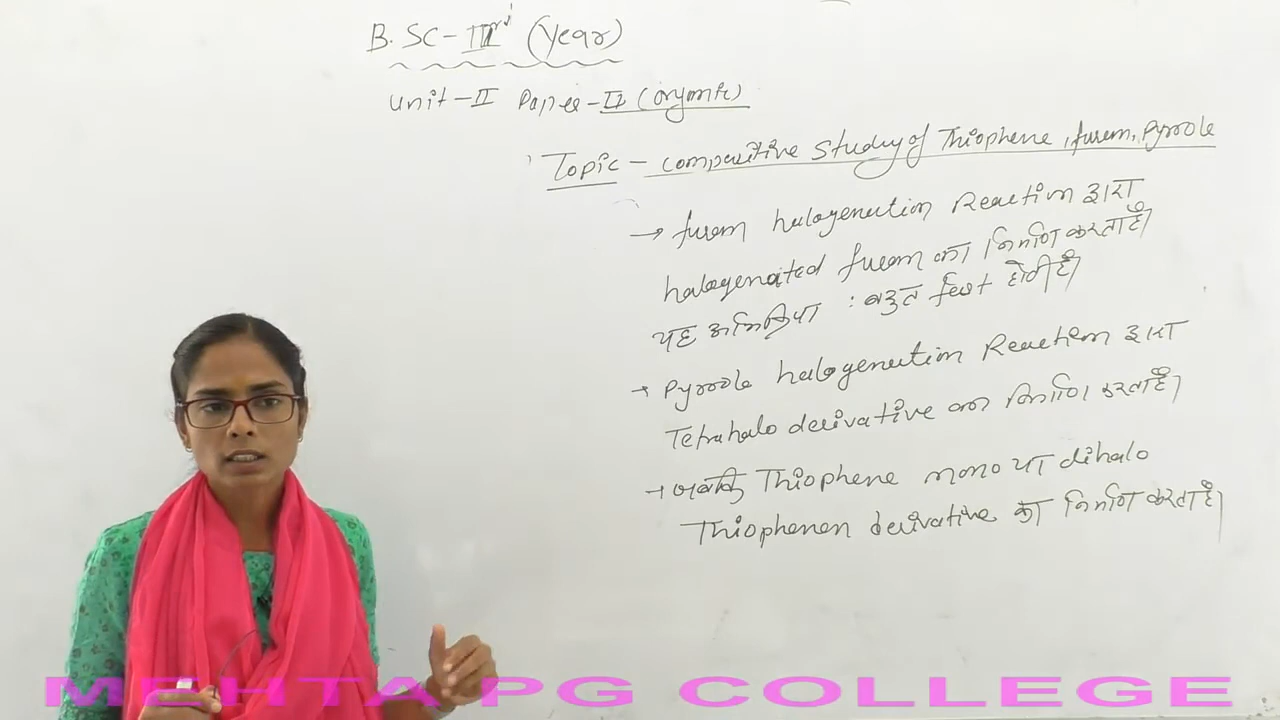 B.SC-IIIrd (Year)
Unit-II Paper-II (Orgonic)
Topic - Comparitive Study of Thiophene, furan, Pyrrole
→ furan halogenation Reaction द्वारा
halogenated furan का निर्माण करता है।
यह अभिक्रिया : बहुत fast होती है।
→ Pyrrole halogenation Reaction द्वारा
Tetrahalo derivative का निर्माण करता है।
→ जबकि Thiophene mono या dihalo
Thiophenen derivative का निर्माण करता है।
MEHTA PG COLLEGE